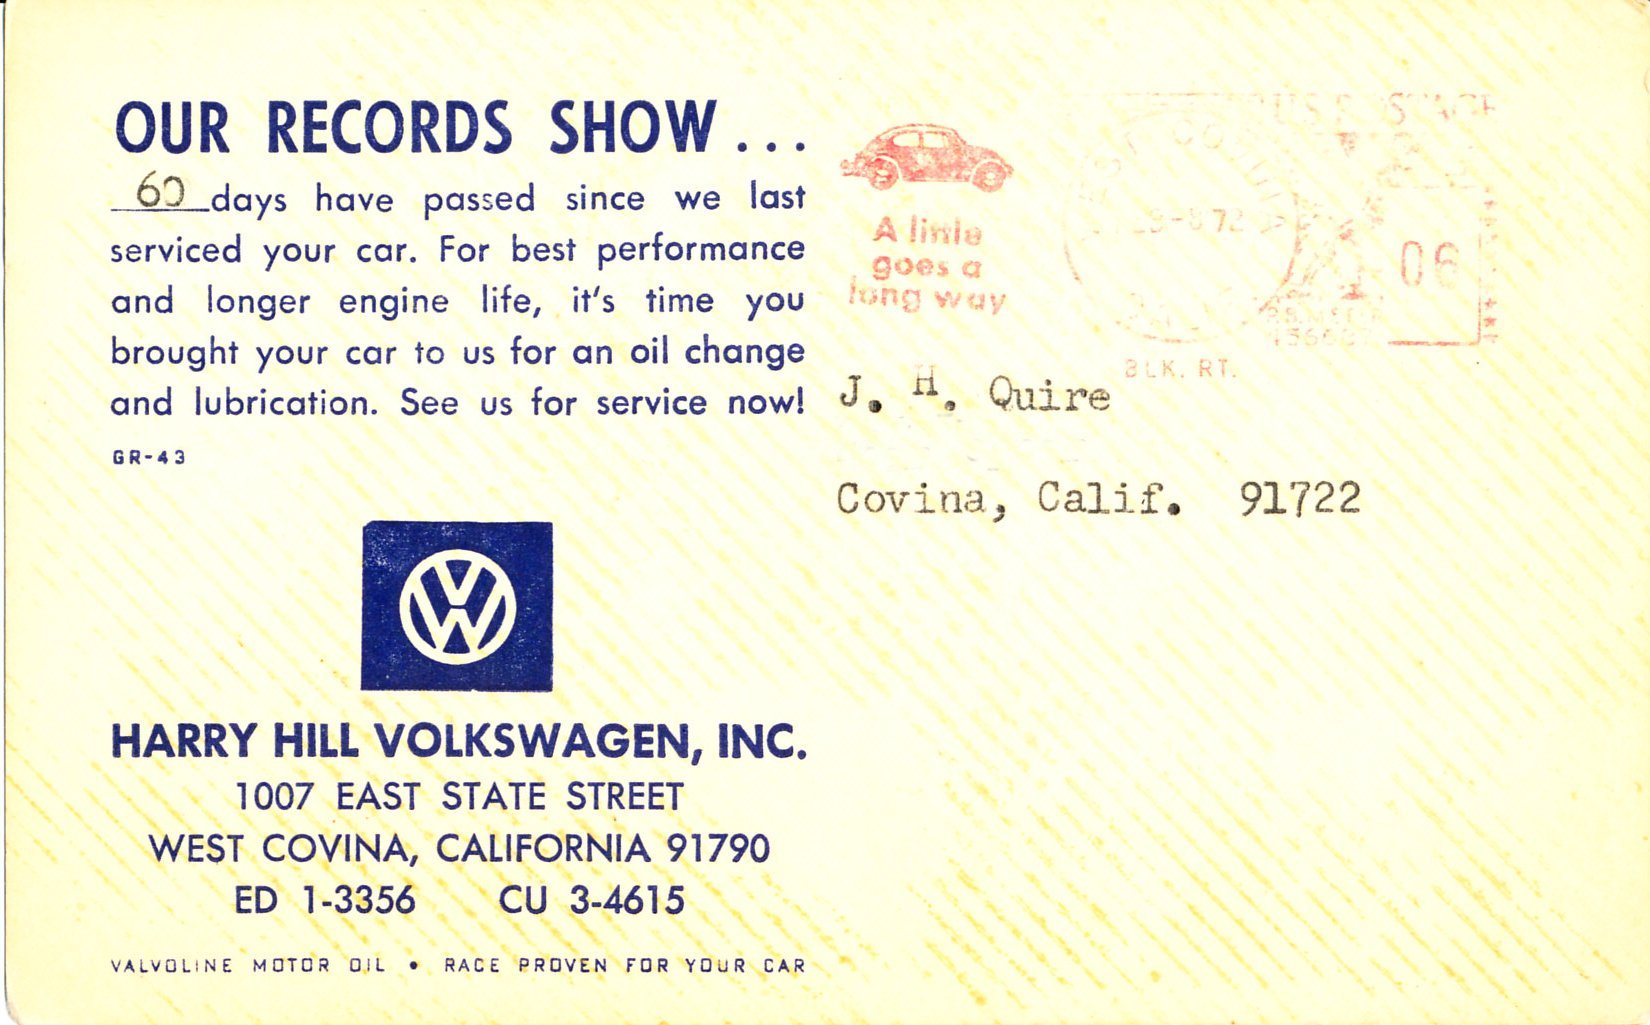 OUR RECORDS SHOW...
60 days have passed since we last
serviced your car. For best performance
and longer engine life, it's time you
brought your car to us for an oil change
and lubrication. See us for service now!
GR-43
HARRY HILL VOLKSWAGEN, INC.
1007 EAST STATE STREET
WEST COVINA, CALIFORNIA 91790
ED 1-3356 CU 3-4615
VALVOLINE MOTOR OIL • RACE PROVEN FOR YOUR CAR
A little
goes a
long way
U.S. POSTAGE
72
06
BLK. RT.
J. H. Quire
Covina, Calif. 91722